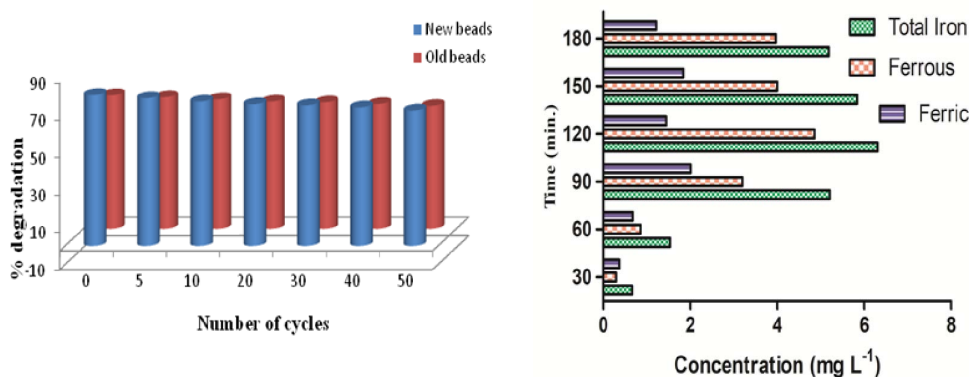 New beads
Old beads
90
70
50
30
10
-10
% degradation
0 5 10 20 30 40 50
Number of cycles
Total Iron
Ferrous
Ferric
180
150
120
90
60
30
Time (min.)
0 2 4 6 8
Concentration (mg L⁻¹)